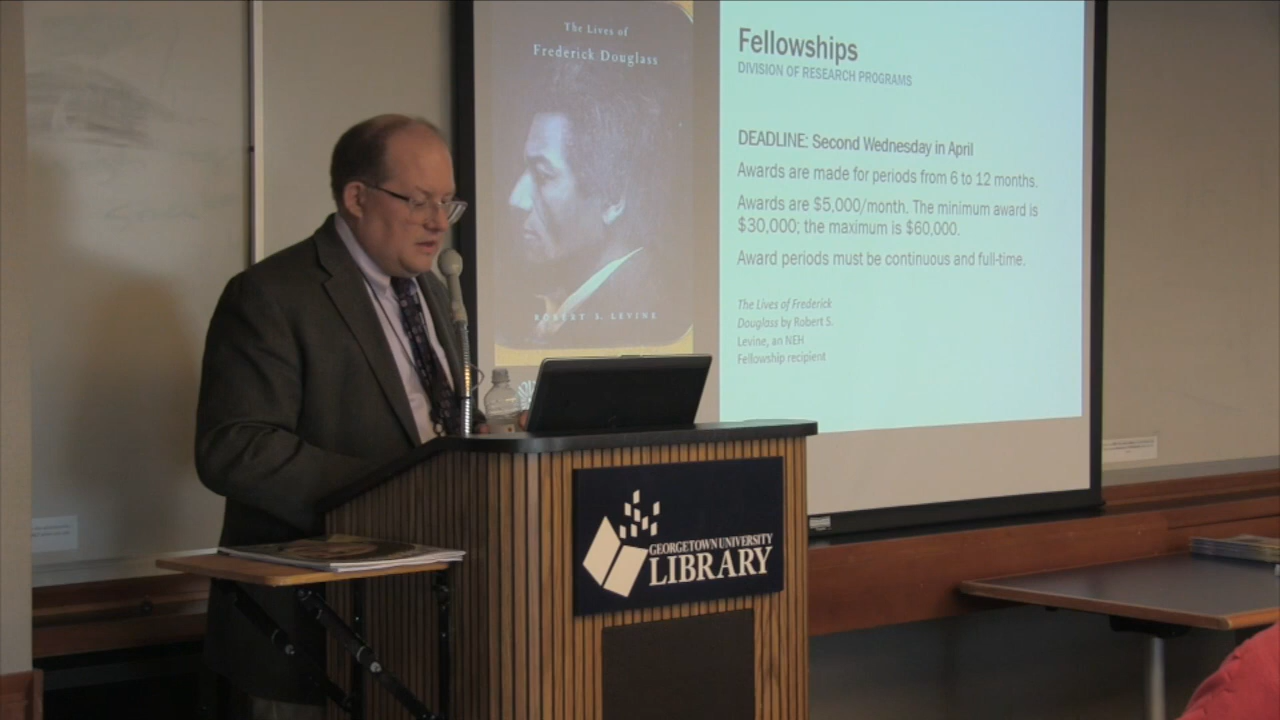 The Lives of
Frederick Douglass
ROBERT S. LEVINE
Fellowships
DIVISION OF RESEARCH PROGRAMS
DEADLINE: Second Wednesday in April
Awards are made for periods from 6 to 12 months.
Awards are $5,000/month. The minimum award is
$30,000; the maximum is $60,000.
Award periods must be continuous and full-time.
The Lives of Frederick
Douglass by Robert S.
Levine, an NEH
Fellowship recipient
GEORGETOWN UNIVERSITY
LIBRARY